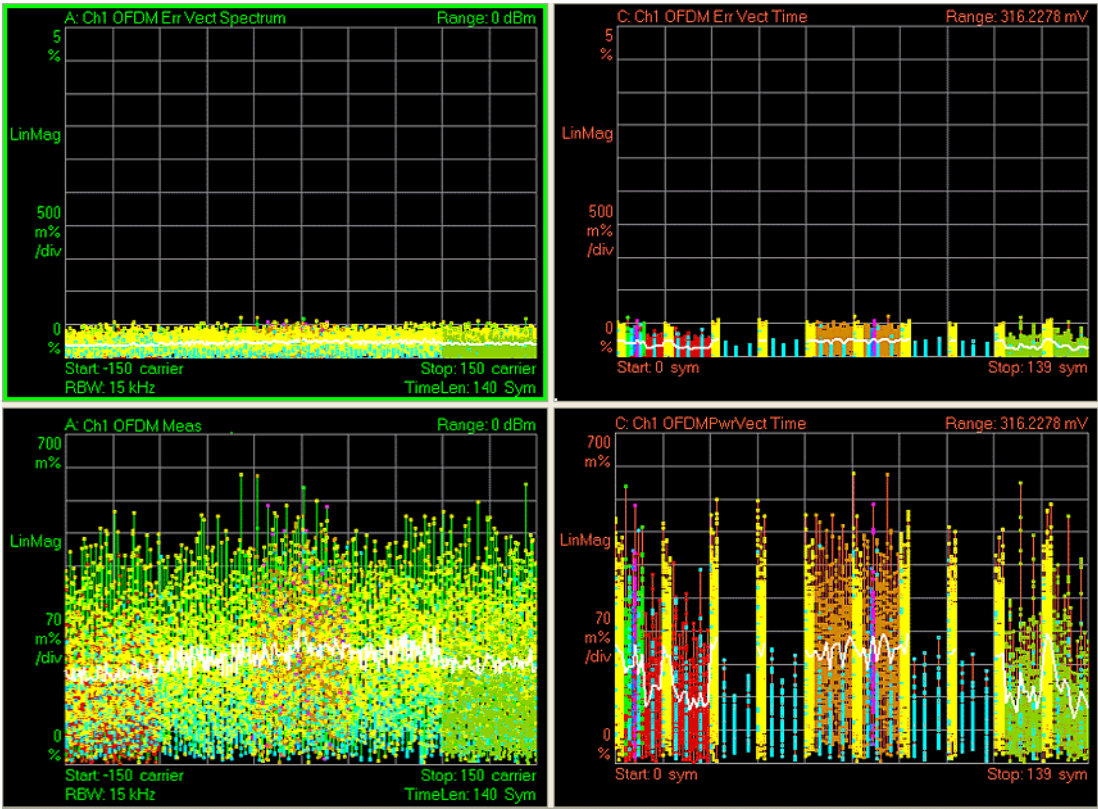 A: Ch1 OFDM Err Vect Spectrum Range: 0 dBm
5
%
LinMag
500
m%
/div
0
%
Start: -150 carrier Stop: 150 carrier
RBW: 15 kHz TimeLen: 140 Sym
C: Ch1 OFDM Err Vect Time Range: 316.2278 mV
5
%
LinMag
500
m%
/div
0
%
Start: 0 sym Stop: 139 sym
A: Ch1 OFDM Meas Range: 0 dBm
700
m%
LinMag
70
m%
/div
0
%
Start: -150 carrier Stop: 150 carrier
RBW: 15 kHz TimeLen: 140 Sym
C: Ch1 OFDMPwrVect Time Range: 316.2278 mV
700
m%
LinMag
70
m%
/div
0
%
Start: 0 sym Stop: 139 sym